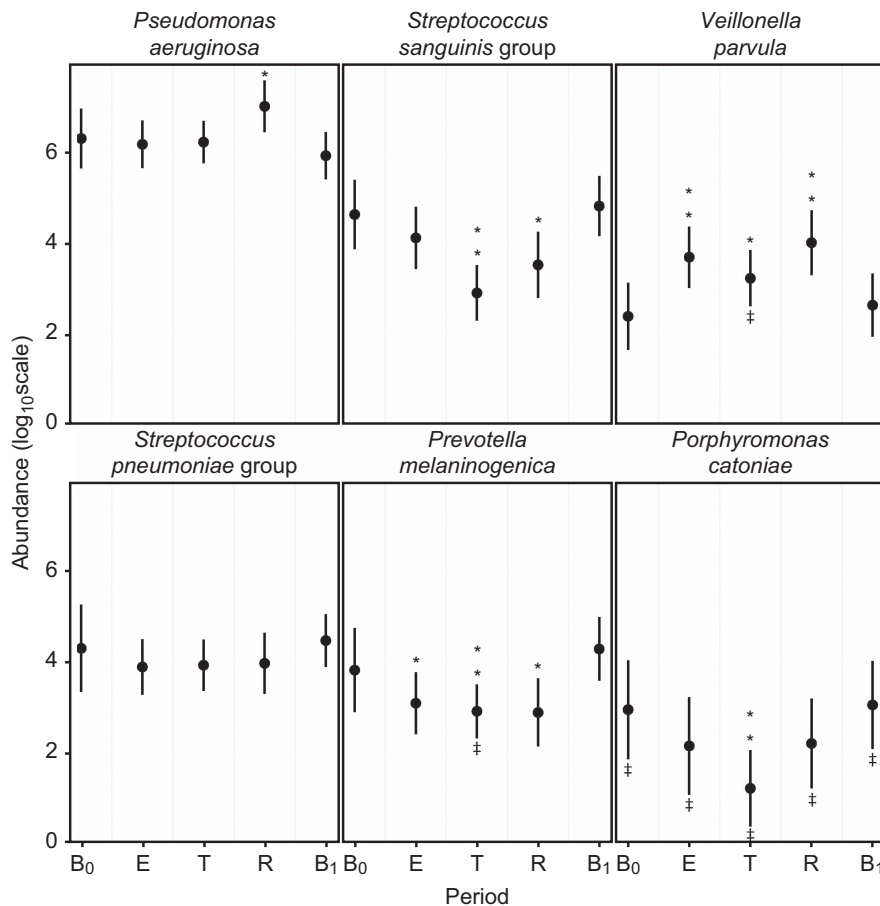 Pseudomonas
aeruginosa
Streptococcus
sanguinis group
Veillonella
parvula
*
* * *
* * *
* * *
‡
6
4
2
0
Abundance (log₁₀scale)
Streptococcus
pneumoniae group
Prevotella
melaninogenica
Porphyromonas
catoniae
6
4
2
0
* * * *
‡
* *
‡ ‡ ‡ ‡ ‡
B₀ E T R B₁
B₀ E T R B₁
B₀ E T R B₁
Period